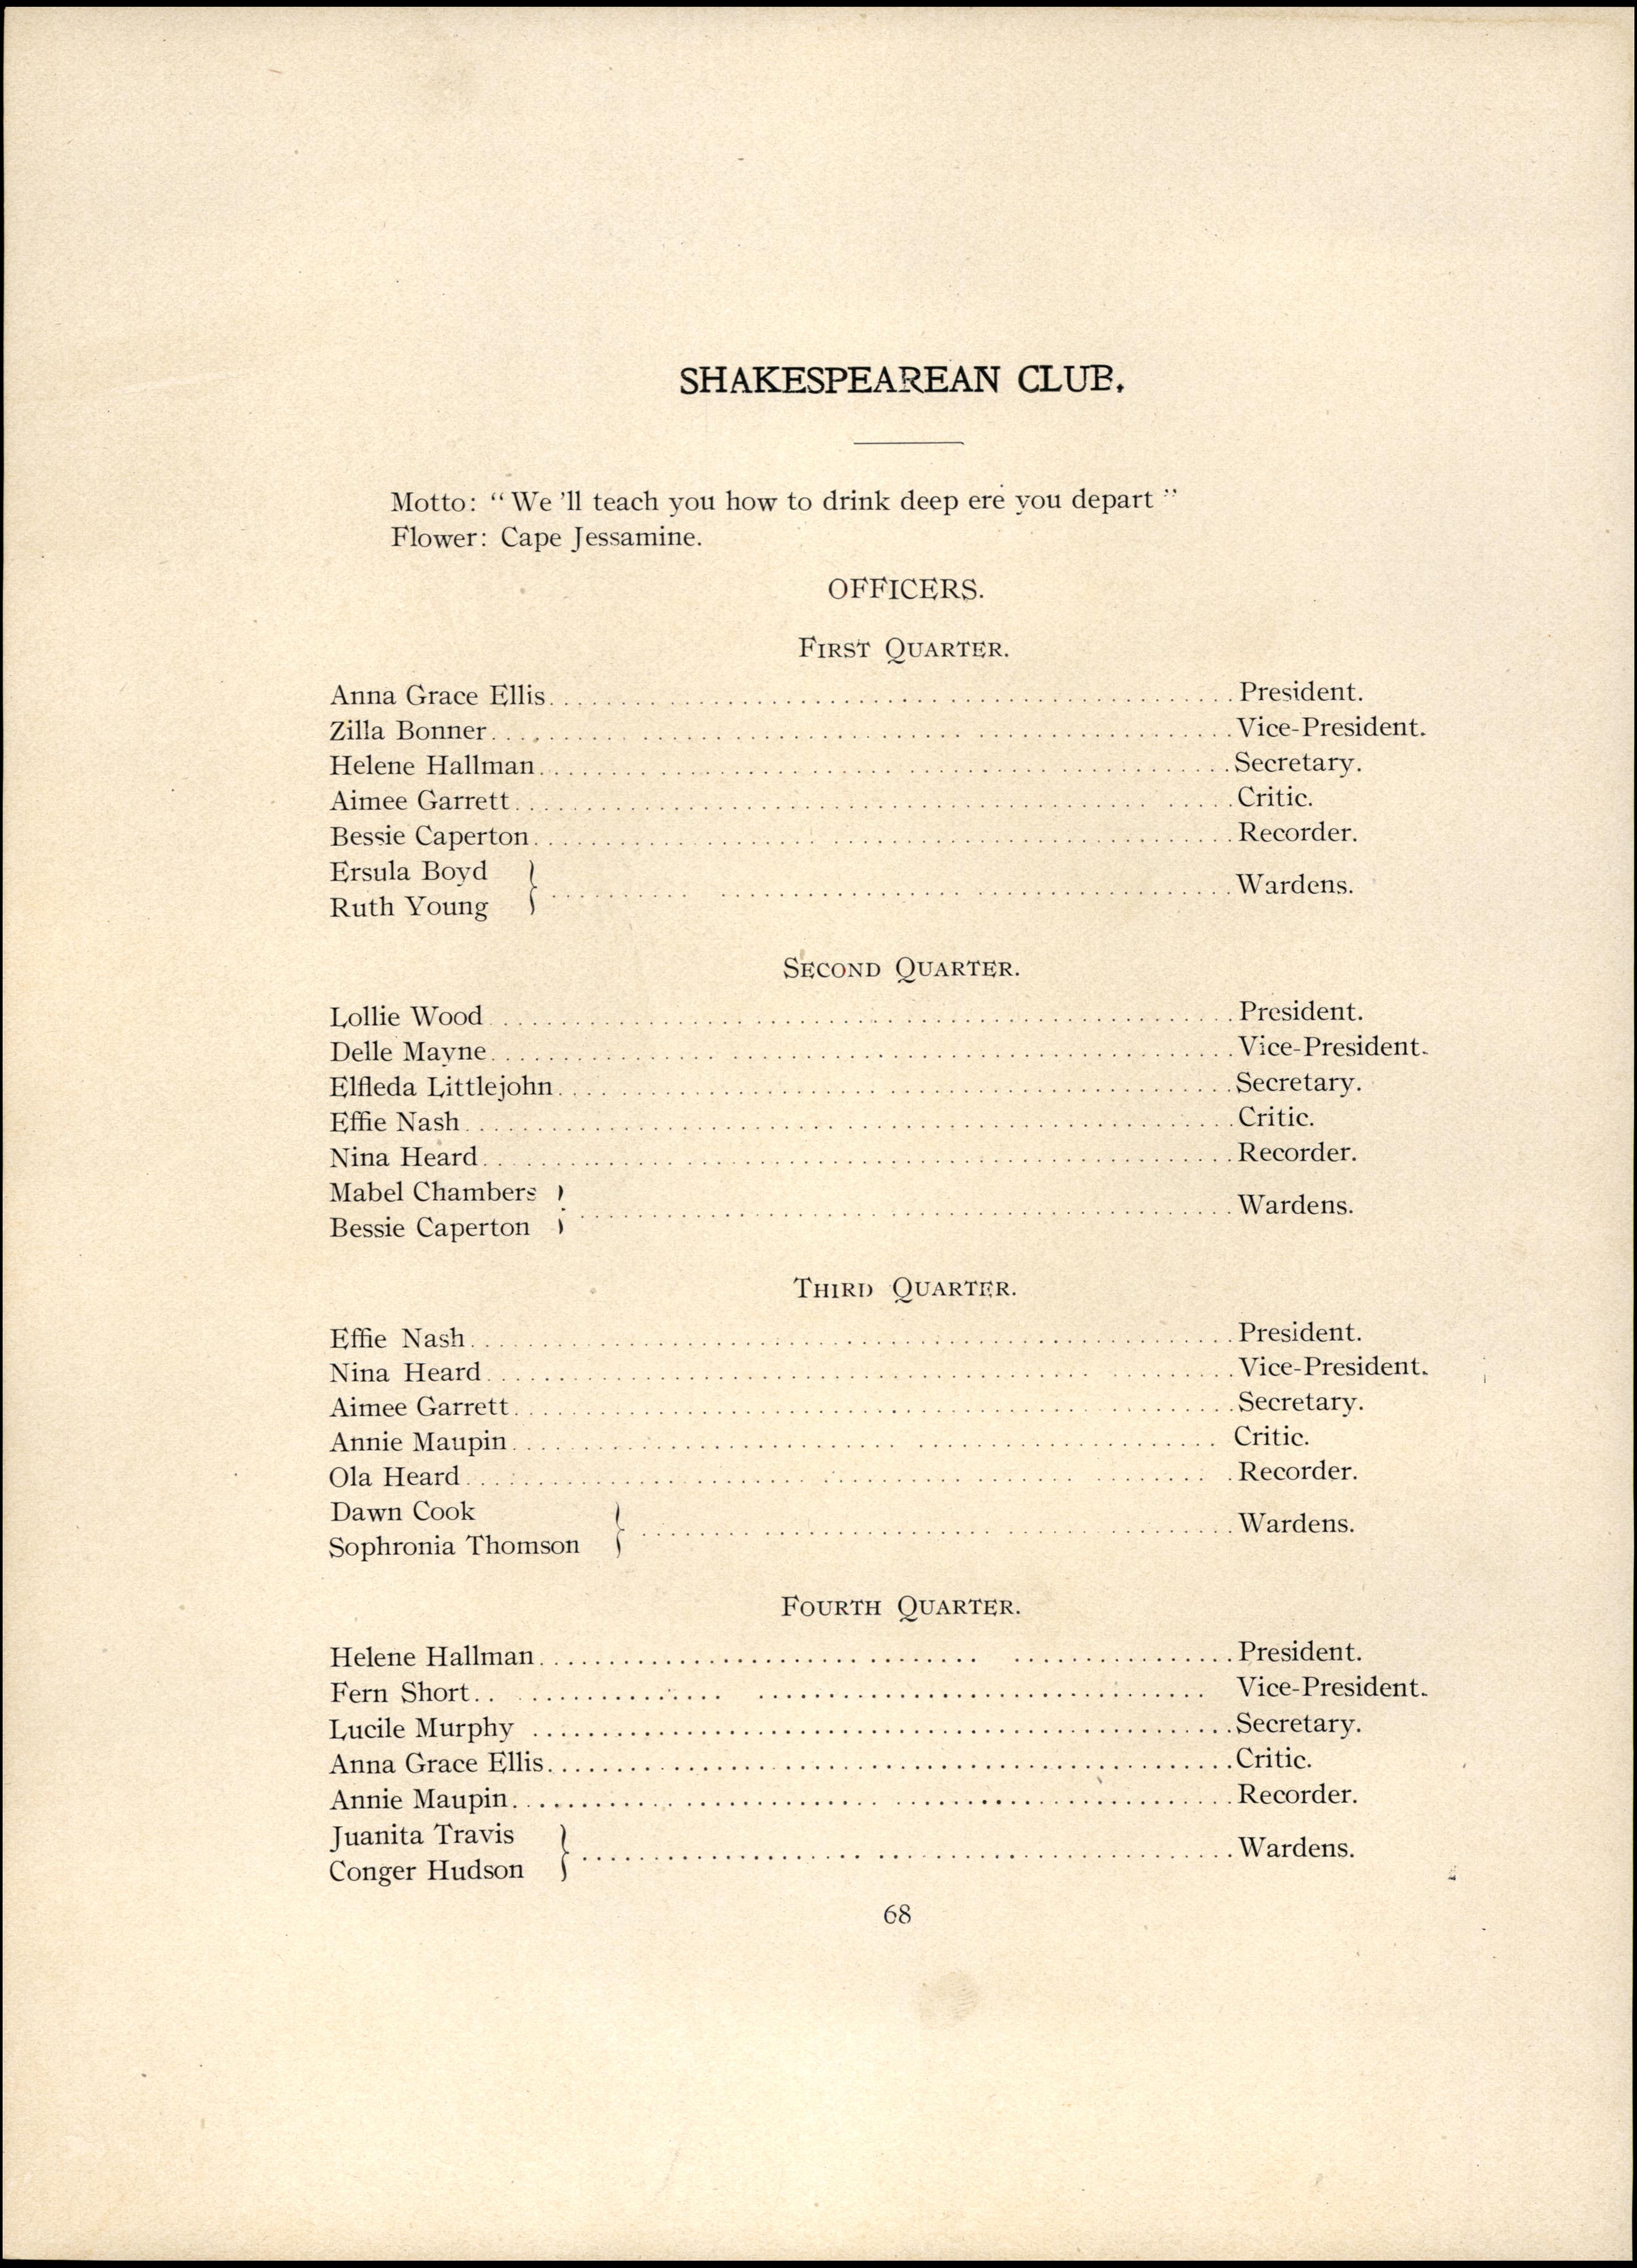 SHAKESPEAREAN CLUB.
Motto: "We'll teach you how to drink deep ere you depart"
Flower: Cape Jessamine.
OFFICERS.
FIRST QUARTER.
Anna Grace Ellis. President.
Zilla Bonner. Vice-President.
Helene Hallman. Secretary.
Aimee Garrett. Critic.
Bessie Caperton. Recorder.
Ersula Boyd
Ruth Young } Wardens.
SECOND QUARTER.
Lollie Wood. President.
Delle Mayne. Vice-President.
Elfleda Littlejohn. Secretary.
Effie Nash. Critic.
Nina Heard. Recorder.
Mabel Chambers
Bessie Caperton } Wardens.
THIRD QUARTER.
Effie Nash. President.
Nina Heard. Vice-President.
Aimee Garrett. Secretary.
Annie Maupin. Critic.
Ola Heard. Recorder.
Dawn Cook
Sophronia Thomson } Wardens.
FOURTH QUARTER.
Helene Hallman. President.
Fern Short. Vice-President.
Lucile Murphy. Secretary.
Anna Grace Ellis. Critic.
Annie Maupin. Recorder.
Juanita Travis
Conger Hudson } Wardens.
68